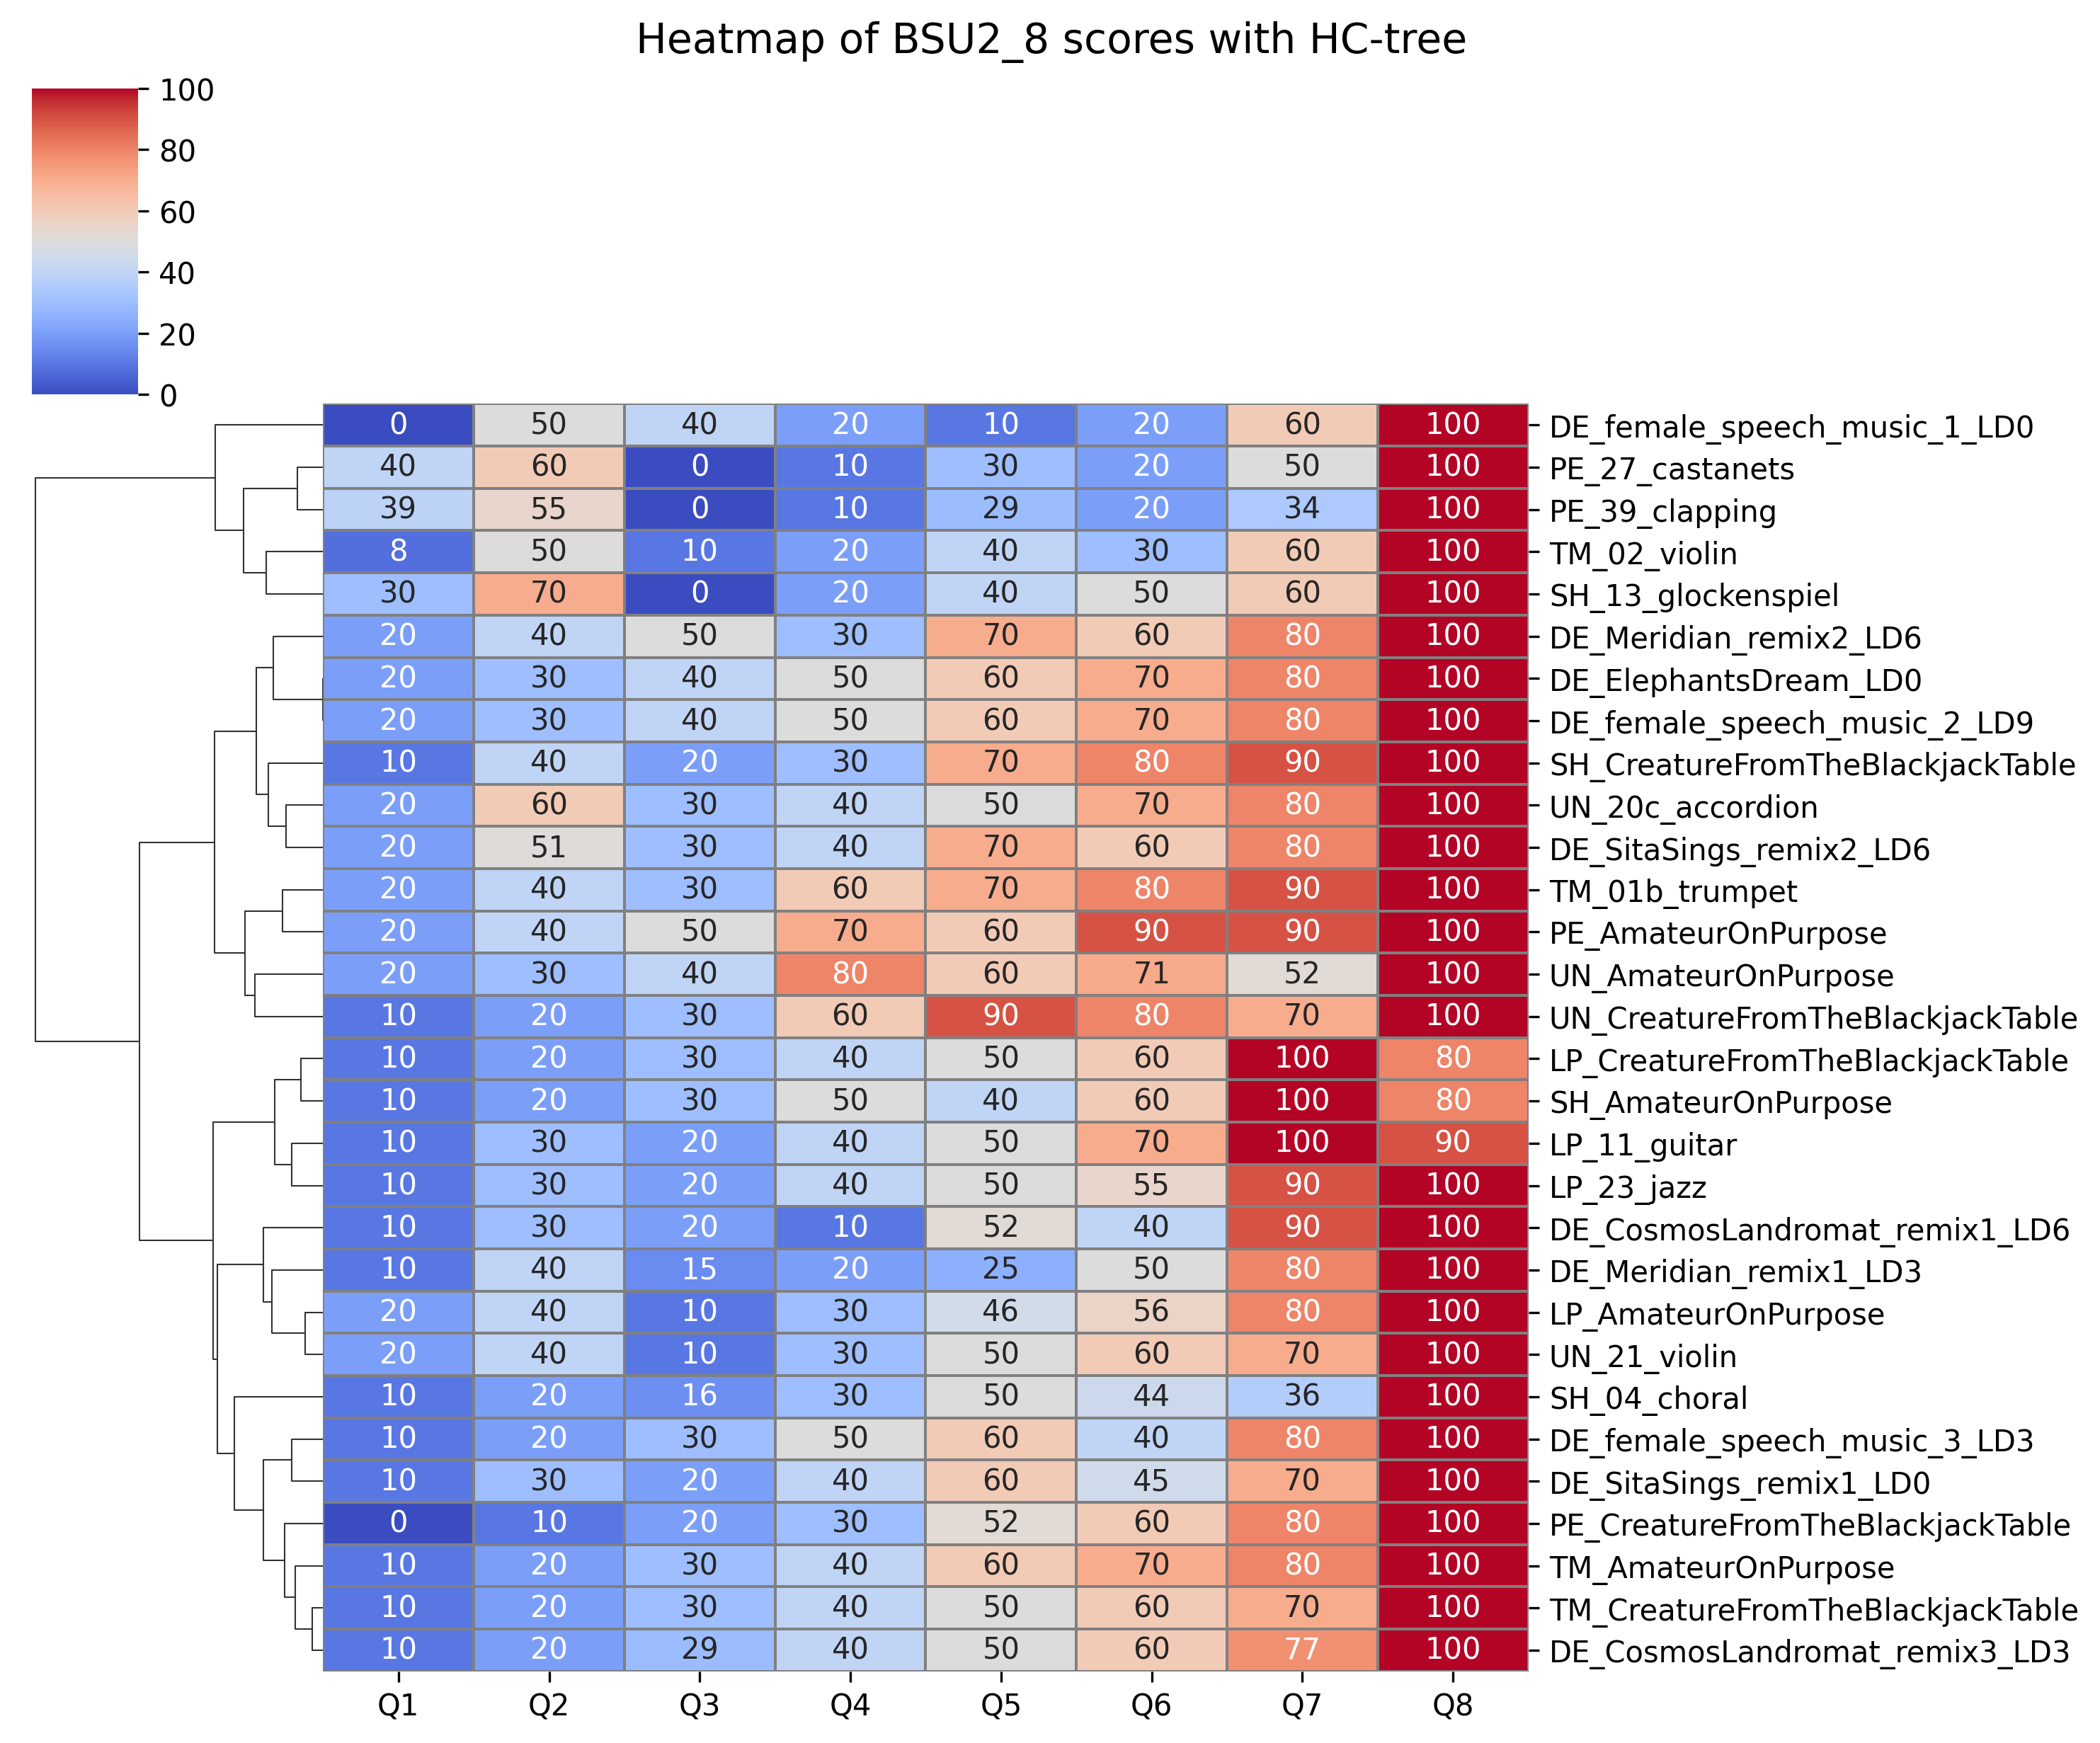 Heatmap of BSU2_8 scores with HC-tree
100
80
60
40
20
0
0 50 40 20 10 20 60 100 DE_female_speech_music_1_LD0
40 60 0 10 30 20 50 100 PE_27_castanets
39 55 0 10 29 20 34 100 PE_39_clapping
8 50 10 20 40 30 60 100 TM_02_violin
30 70 0 20 40 50 60 100 SH_13_glockenspiel
20 40 50 30 70 60 80 100 DE_Meridian_remix2_LD6
20 30 40 50 60 70 80 100 DE_ElephantsDream_LD0
20 30 40 50 60 70 80 100 DE_female_speech_music_2_LD9
10 40 20 30 70 80 90 100 SH_CreatureFromTheBlackjackTable
20 60 30 40 50 70 80 100 UN_20c_accordion
20 51 30 40 70 60 80 100 DE_SitaSings_remix2_LD6
20 40 30 60 70 80 90 100 TM_01b_trumpet
20 40 50 70 60 90 90 100 PE_AmateurOnPurpose
20 30 40 80 60 71 52 100 UN_AmateurOnPurpose
10 20 30 60 90 80 70 100 UN_CreatureFromTheBlackjackTable
10 20 30 40 50 60 100 80 LP_CreatureFromTheBlackjackTable
10 20 30 50 40 60 100 80 SH_AmateurOnPurpose
10 30 20 40 50 70 100 90 LP_11_guitar
10 30 20 40 50 55 90 100 LP_23_jazz
10 30 20 10 52 40 90 100 DE_CosmosLandromat_remix1_LD6
10 40 15 20 25 50 80 100 DE_Meridian_remix1_LD3
20 40 10 30 46 56 80 100 LP_AmateurOnPurpose
20 40 10 30 50 60 70 100 UN_21_violin
10 20 16 30 50 44 36 100 SH_04_choral
10 20 30 50 60 40 80 100 DE_female_speech_music_3_LD3
10 30 20 40 60 45 70 100 DE_SitaSings_remix1_LD0
0 10 20 30 52 60 80 100 PE_CreatureFromTheBlackjackTable
10 20 30 40 60 70 80 100 TM_AmateurOnPurpose
10 20 30 40 50 60 70 100 TM_CreatureFromTheBlackjackTable
10 20 29 40 50 60 77 100 DE_CosmosLandromat_remix3_LD3
Q1 Q2 Q3 Q4 Q5 Q6 Q7 Q8